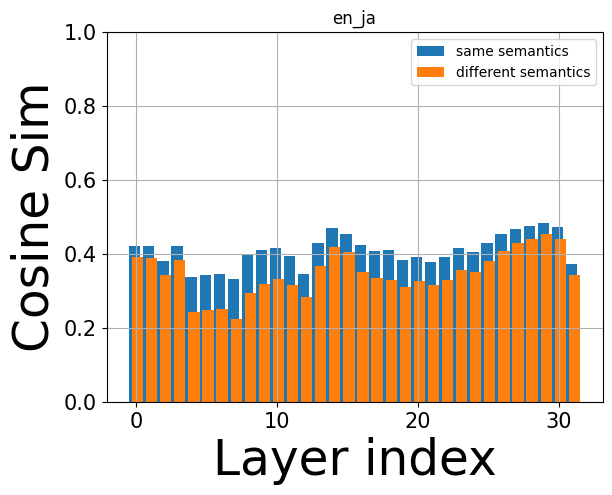 en_ja
same semantics
different semantics
Cosine Sim
1.0
0.8
0.6
0.4
0.2
0.0
0 10 20 30
Layer index